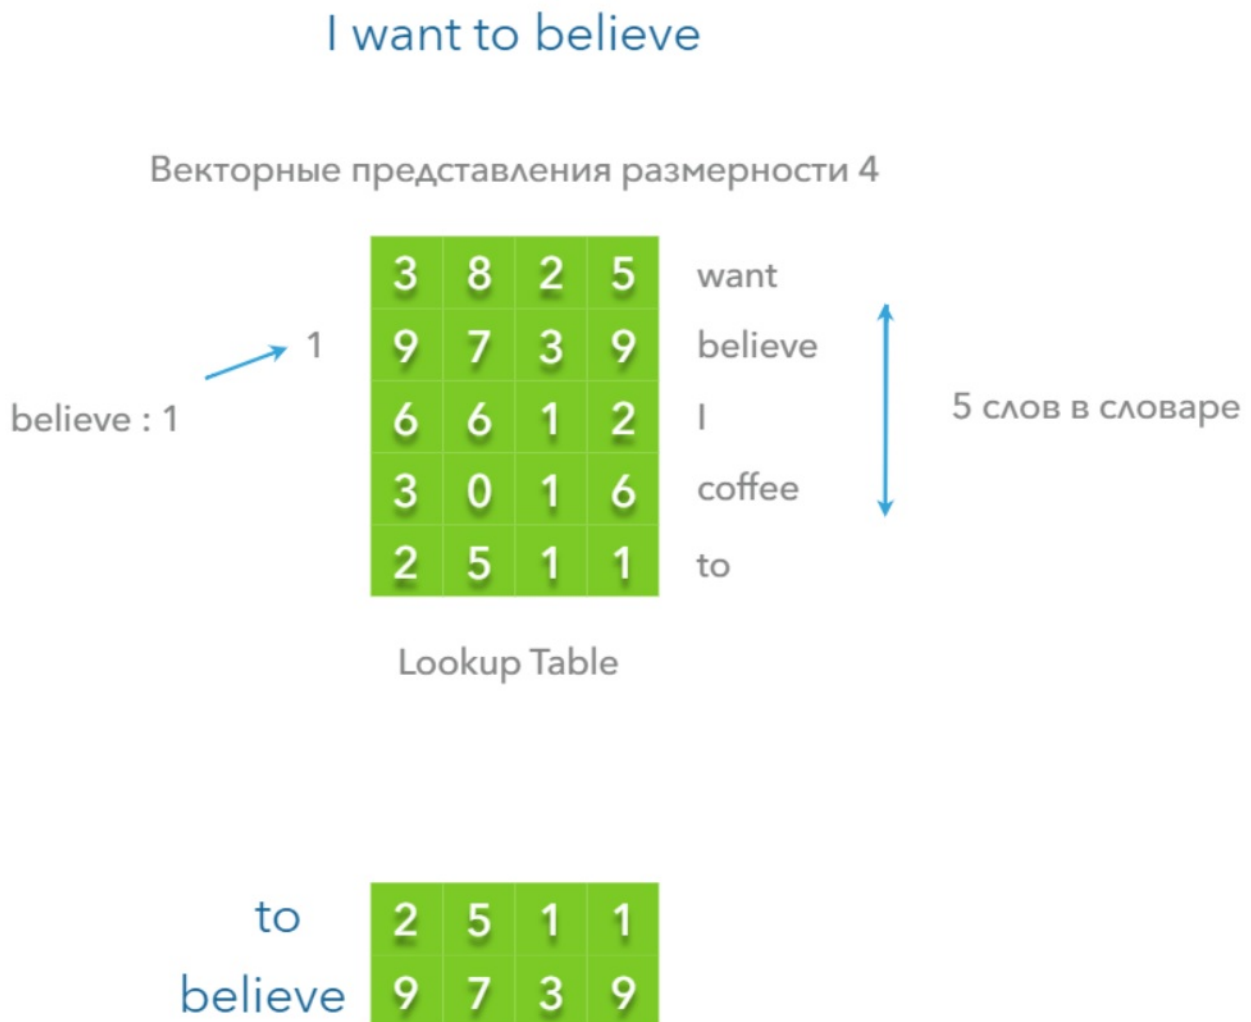 I want to believe
Векторные представления размерности 4
3 8 2 5 want
1 9 7 3 9 believe
believe : 1
6 6 1 2 I
5 слов в словаре
3 0 1 6 coffee
2 5 1 1 to
Lookup Table
to 2 5 1 1
believe 9 7 3 9